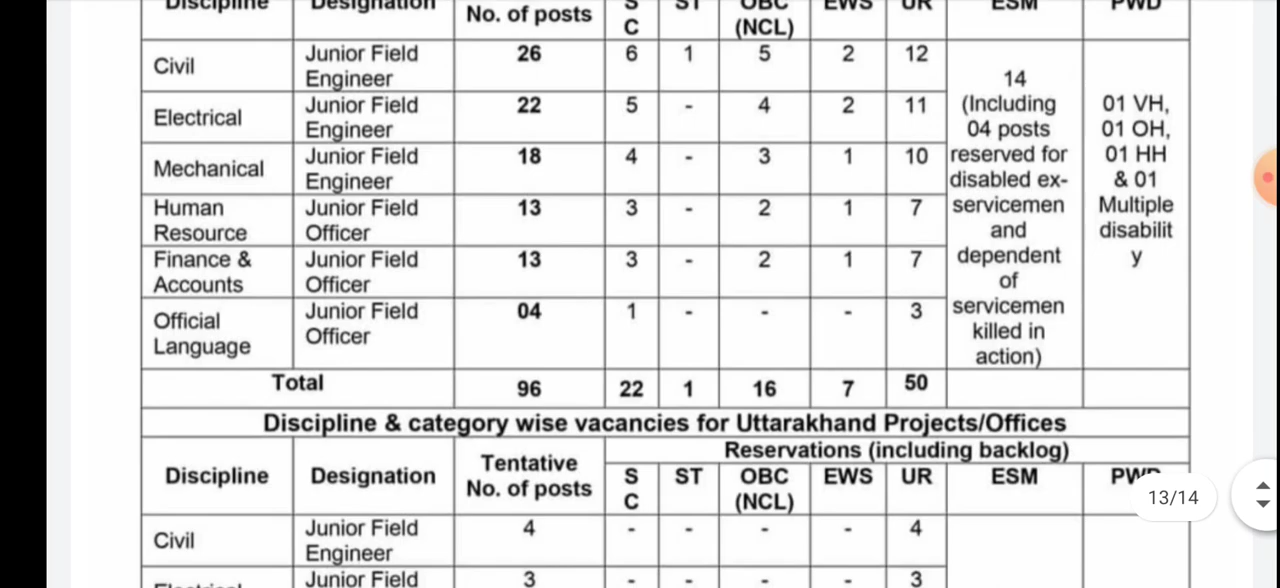 Discipline Designation No. of posts S C ST OBC (NCL) EWS UR ESM PWD
Civil Junior Field Engineer 26 6 1 5 2 12 14 (Including 04 posts reserved for disabled ex-servicemen and dependent of servicemen killed in action) 01 VH, 01 OH, 01 HH & 01 Multiple disabilit y
Electrical Junior Field Engineer 22 5 - 4 2 11
Mechanical Junior Field Engineer 18 4 - 3 1 10
Human Resource Junior Field Officer 13 3 - 2 1 7
Finance & Accounts Junior Field Officer 13 3 - 2 1 7
Official Language Junior Field Officer 04 1 - - - 3
Total 96 22 1 16 7 50
Discipline & category wise vacancies for Uttarakhand Projects/Offices
Discipline Designation Tentative No. of posts Reservations (including backlog)
S C ST OBC (NCL) EWS UR ESM PWD
13/14
Civil Junior Field Engineer 4 - - - - 4
Electrical Junior Field 3 - - - - 3